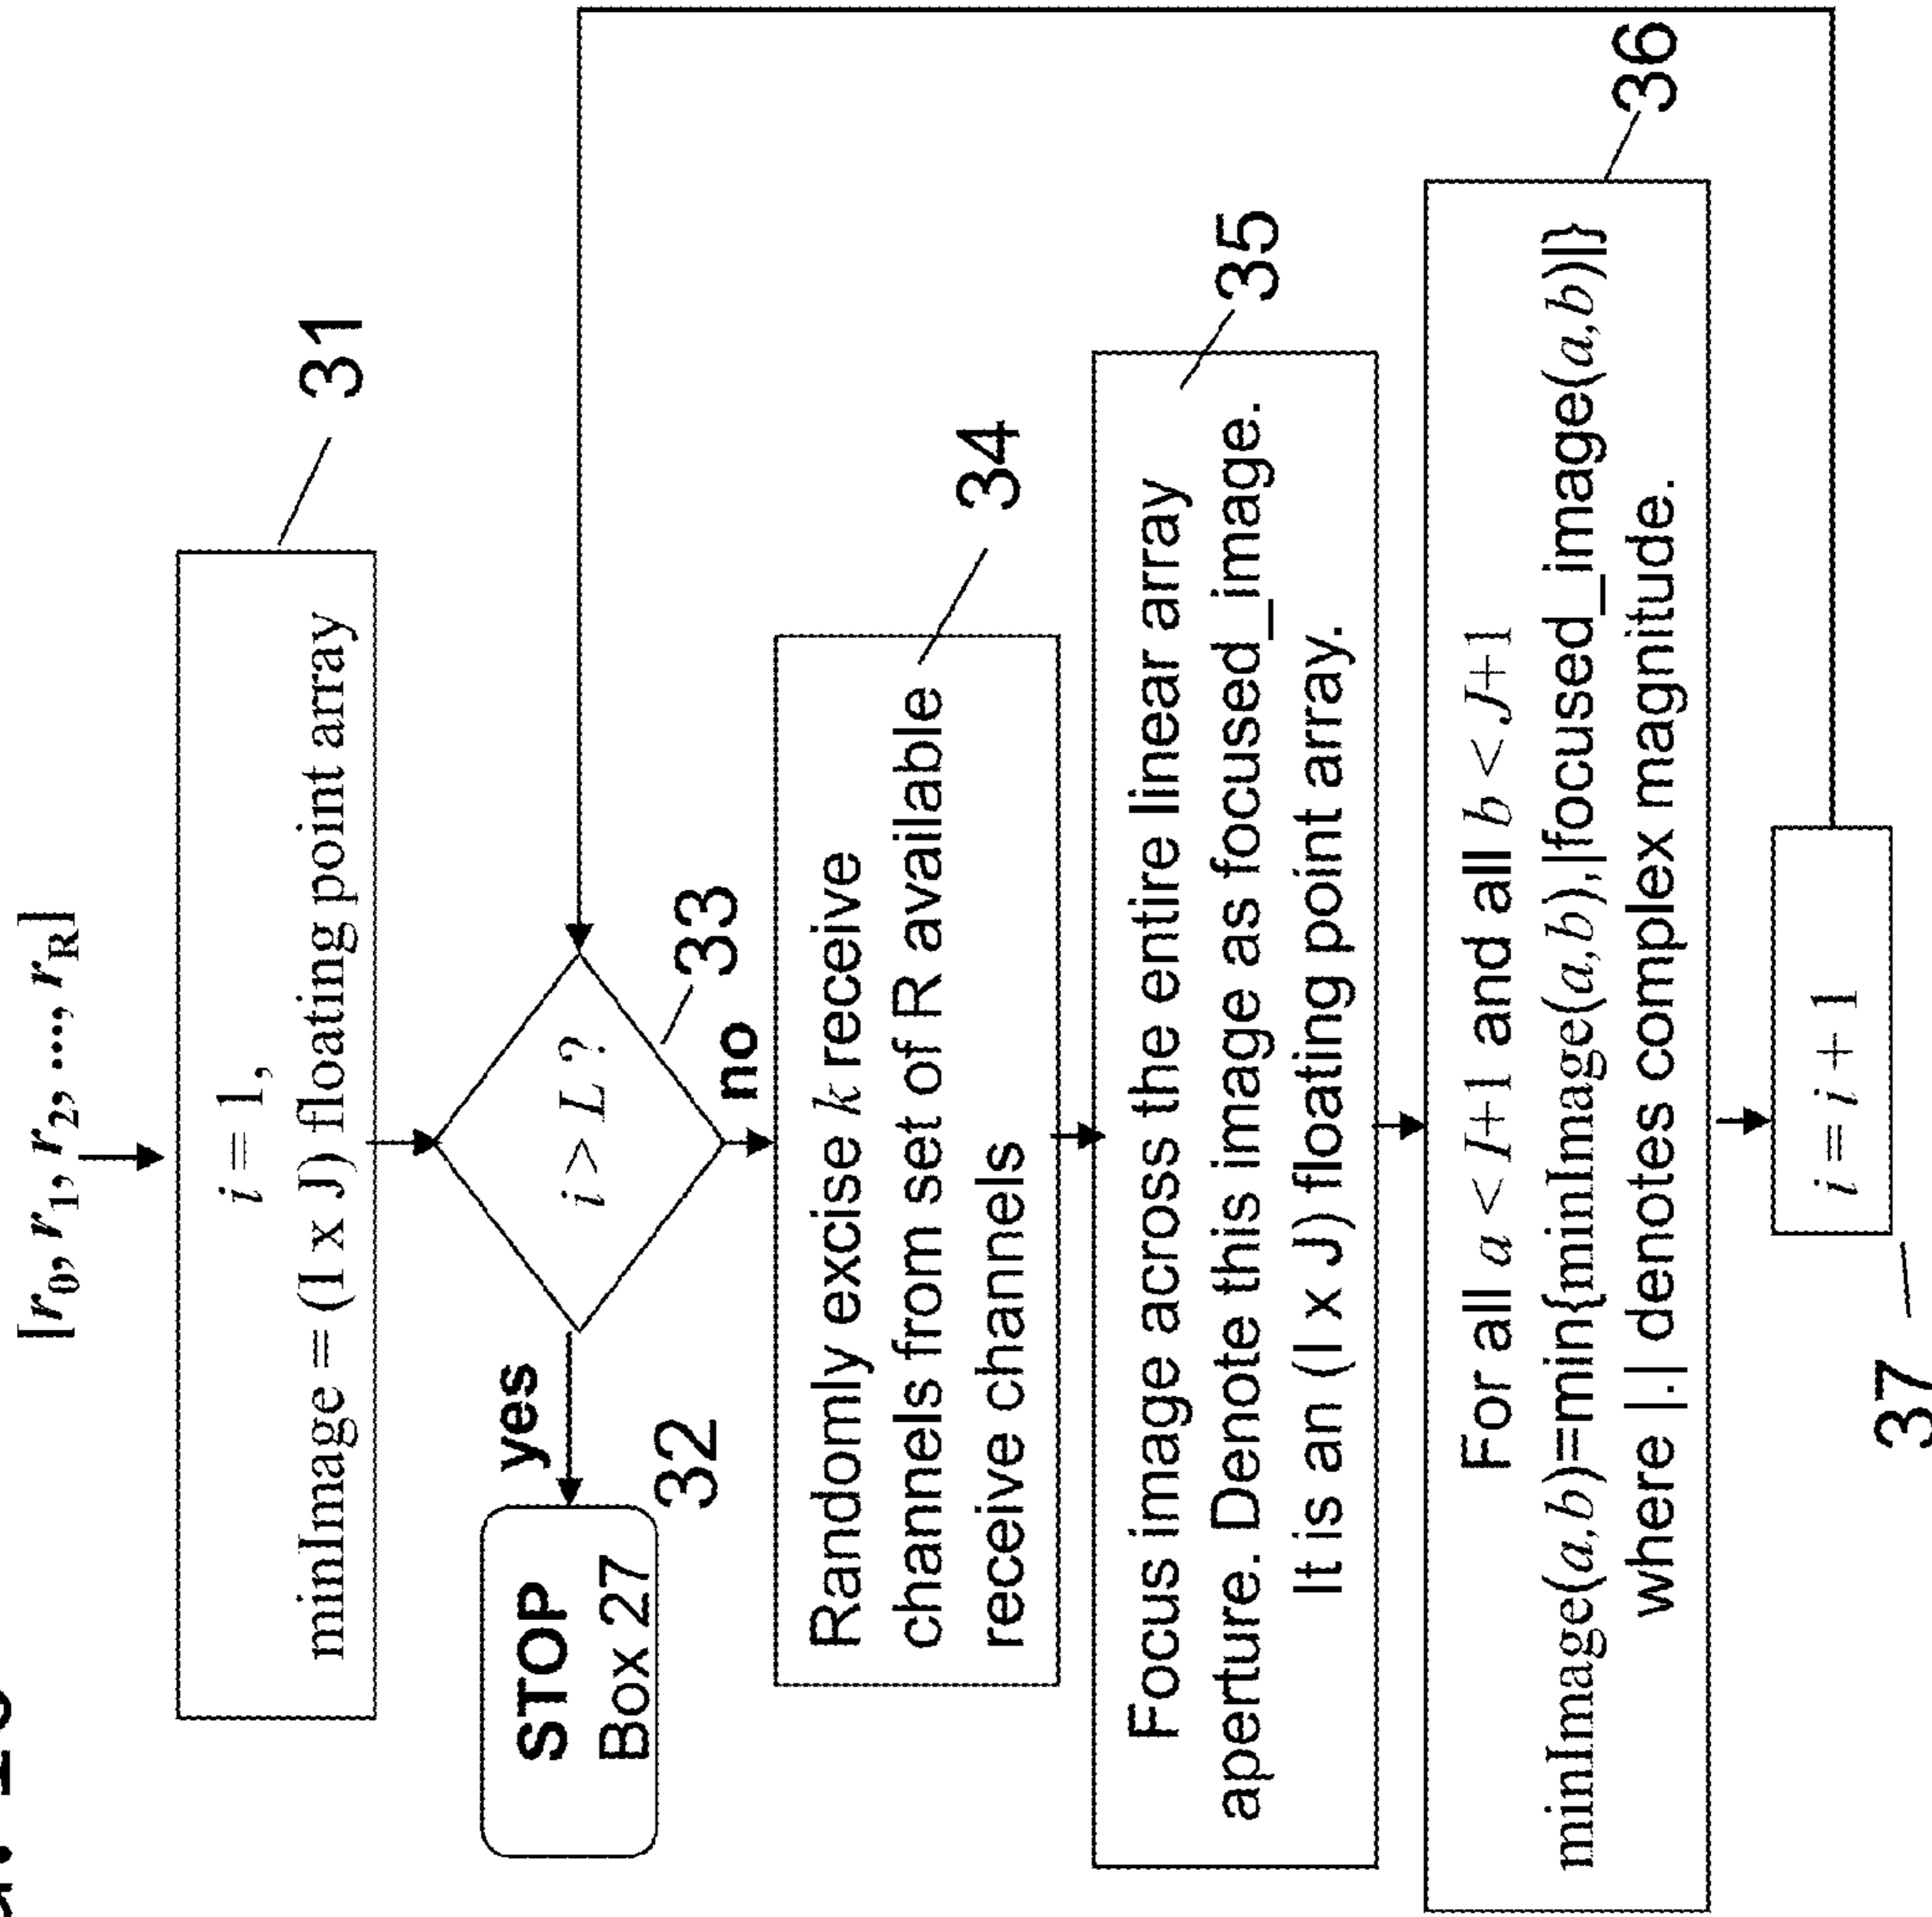 [r₀, r₁, r₂, ..., r_R]
i = 1,
minImage = (I x J) floating point array
31
i > L ?
33
yes
STOP
Box 27
32
no
Randomly excise k receive
channels from set of R available
receive channels
34
Focus image across the entire linear array
aperture. Denote this image as focused_image.
It is an (I x J) floating point array.
35
For all a < I+1 and all b < J+1
minImage(a,b)=min{minImage(a,b),|focused_image(a,b)|}
where |.| denotes complex magnitude.
36
i = i + 1
37